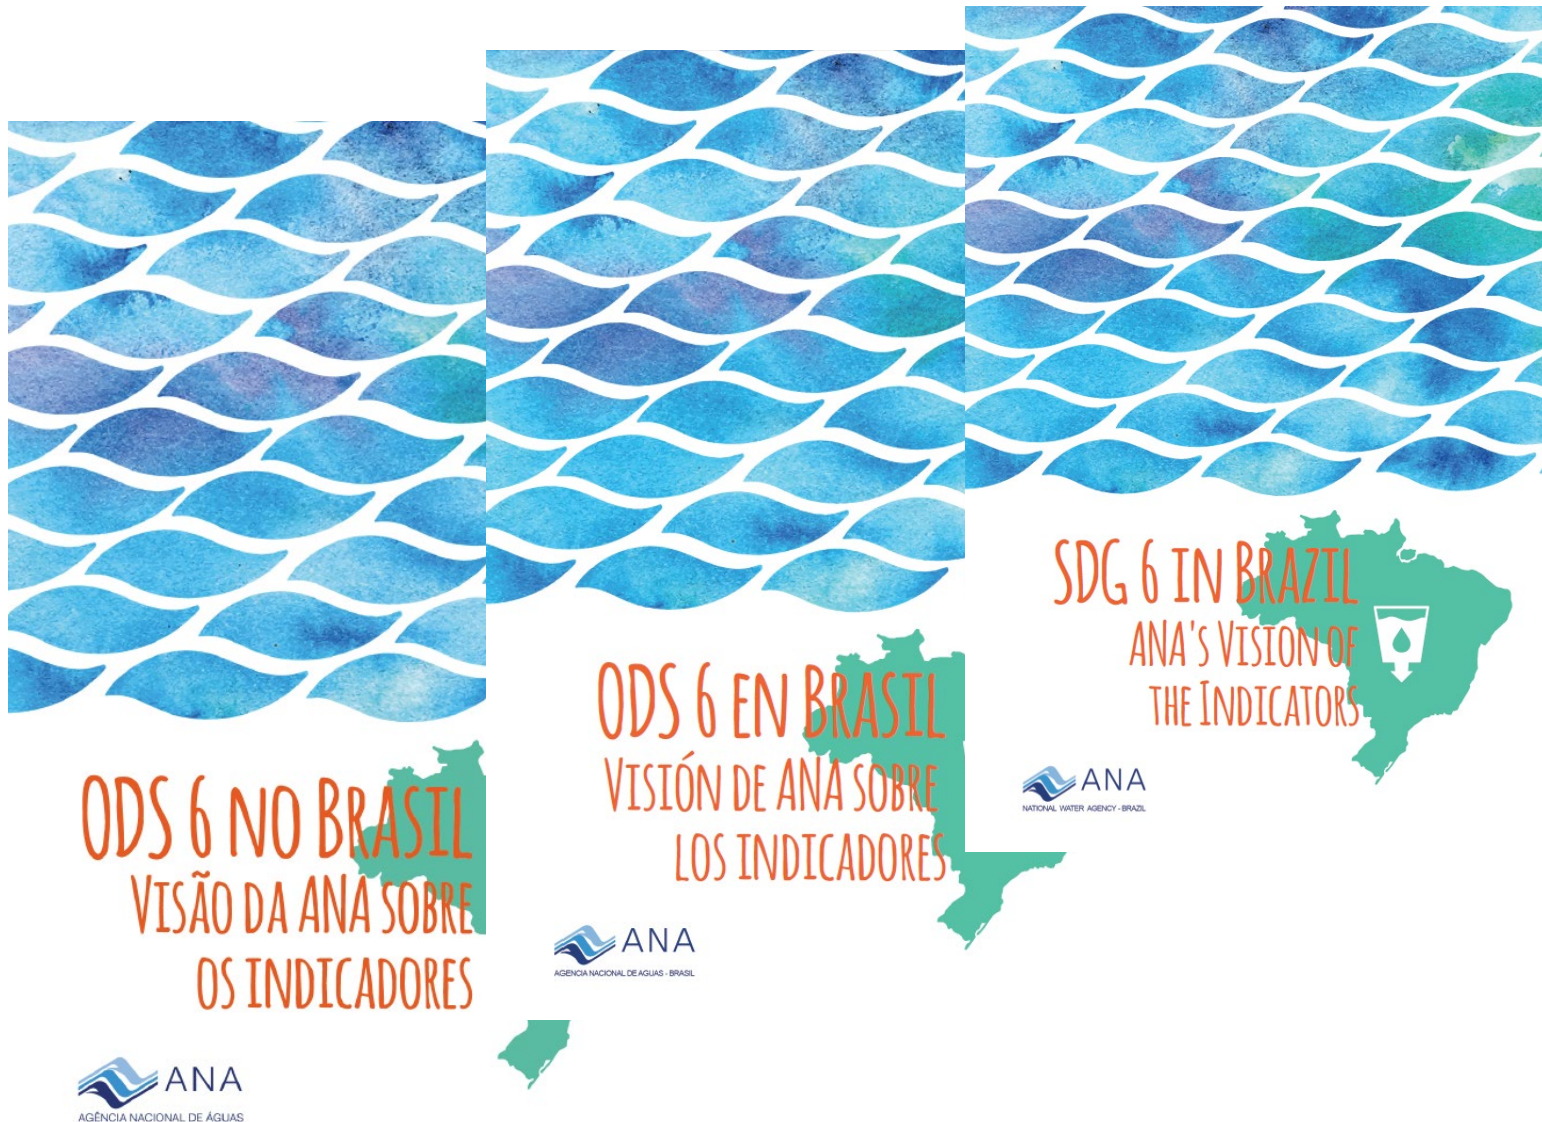 ODS 6 NO BRASIL
VISÃO DA ANA SOBRE
OS INDICADORES
ANA
AGÊNCIA NACIONAL DE ÁGUAS
ODS 6 EN BRASIL
VISIÓN DE ANA SOBRE
LOS INDICADORES
ANA
AGENCIA NACIONAL DE AGUAS - BRASIL
SDG 6 IN BRAZIL
ANA'S VISION OF
THE INDICATORS
ANA
NATIONAL WATER AGENCY - BRAZIL